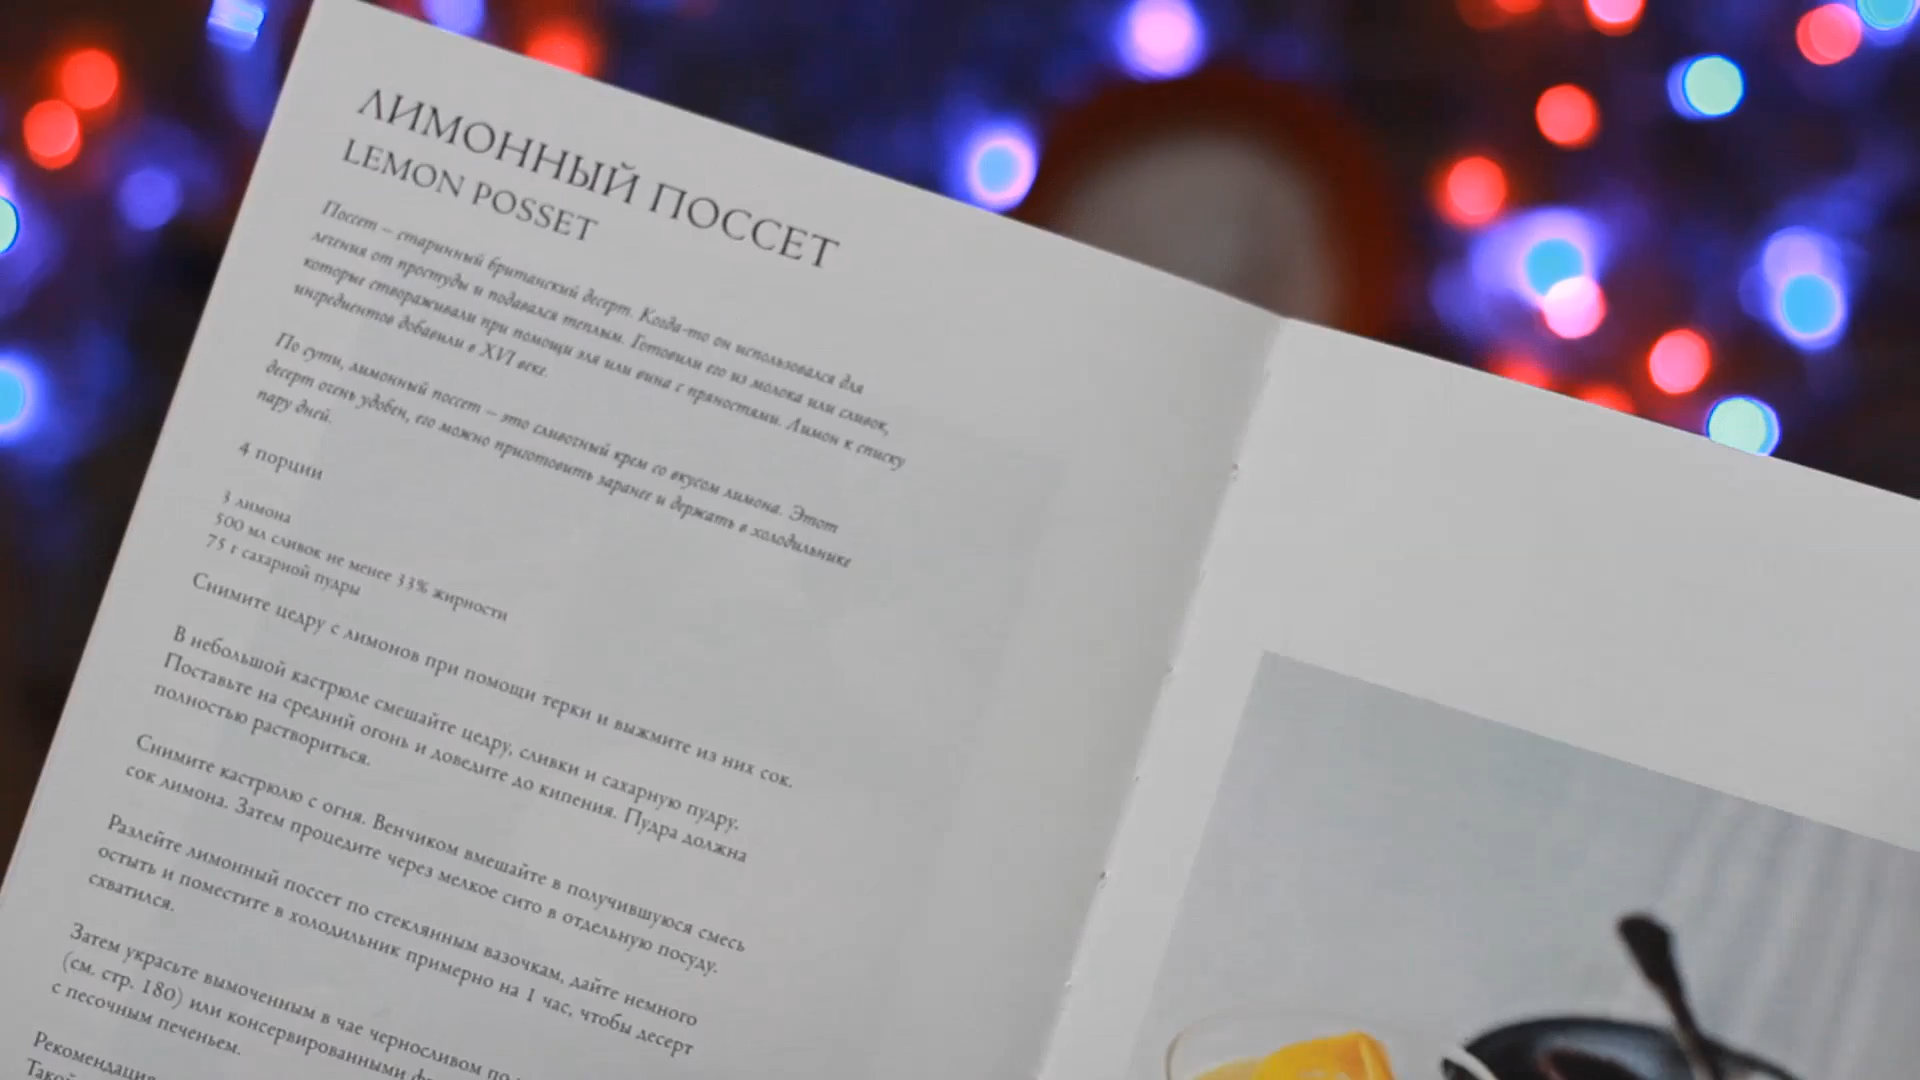 ЛИМОННЫЙ ПОССЕТ
LEMON POSSET
Поссет – старинный британский десерт. Когда-то он использовался для
лечения от простуды и подавался теплым. Готовили его из молока или сливок,
которые створаживали при помощи эля или вина с пряностями. Лимон к списку
ингредиентов добавили в XVI веке.
По сути, лимонный поссет – это сливочный крем со вкусом лимона. Этот
десерт очень удобен, его можно приготовить заранее и держать в холодильнике
пару дней.
4 порции
3 лимона
500 мл сливок не менее 33% жирности
75 г сахарной пудры
Снимите цедру с лимонов при помощи терки и выжмите из них сок.
В небольшой кастрюле смешайте цедру, сливки и сахарную пудру.
Поставьте на средний огонь и доведите до кипения. Пудра должна
полностью раствориться.
Снимите кастрюлю с огня. Венчиком вмешайте в получившуюся смесь
сок лимона. Затем процедите через мелкое сито в отдельную посуду.
Разлейте лимонный поссет по стеклянным вазочкам, дайте немного
остыть и поместите в холодильник примерно на 1 час, чтобы десерт
схватился.
Затем украсьте вымоченным в чае черносливом по
(см. стр. 180) или консервированными
с песочным печеньем.
Рекомендация